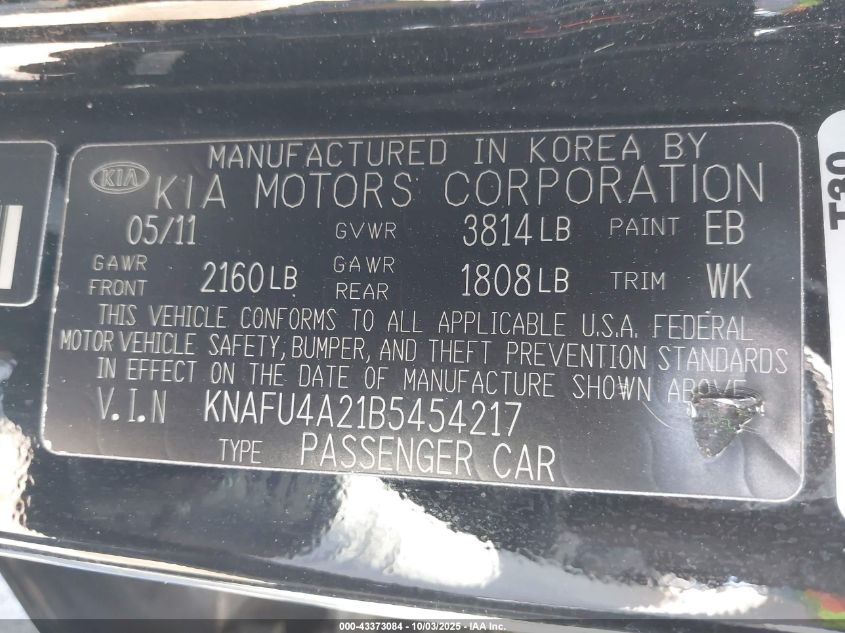 MANUFACTURED IN KOREA BY
KIA KIA MOTORS CORPORATION
05/11 GVWR 3814 LB PAINT EB
GAWR FRONT 2160 LB GAWR REAR 1808 LB TRIM WK
THIS VEHICLE CONFORMS TO ALL APPLICABLE U.S.A. FEDERAL
MOTOR VEHICLE SAFETY, BUMPER, AND THEFT PREVENTION STANDARDS
IN EFFECT ON THE DATE OF MANUFACTURE SHOWN ABOVE
V.I.N KNAFU4A21B5454217
TYPE PASSENGER CAR
T30
000-43373084 - 10/03/2025 - IAA Inc.